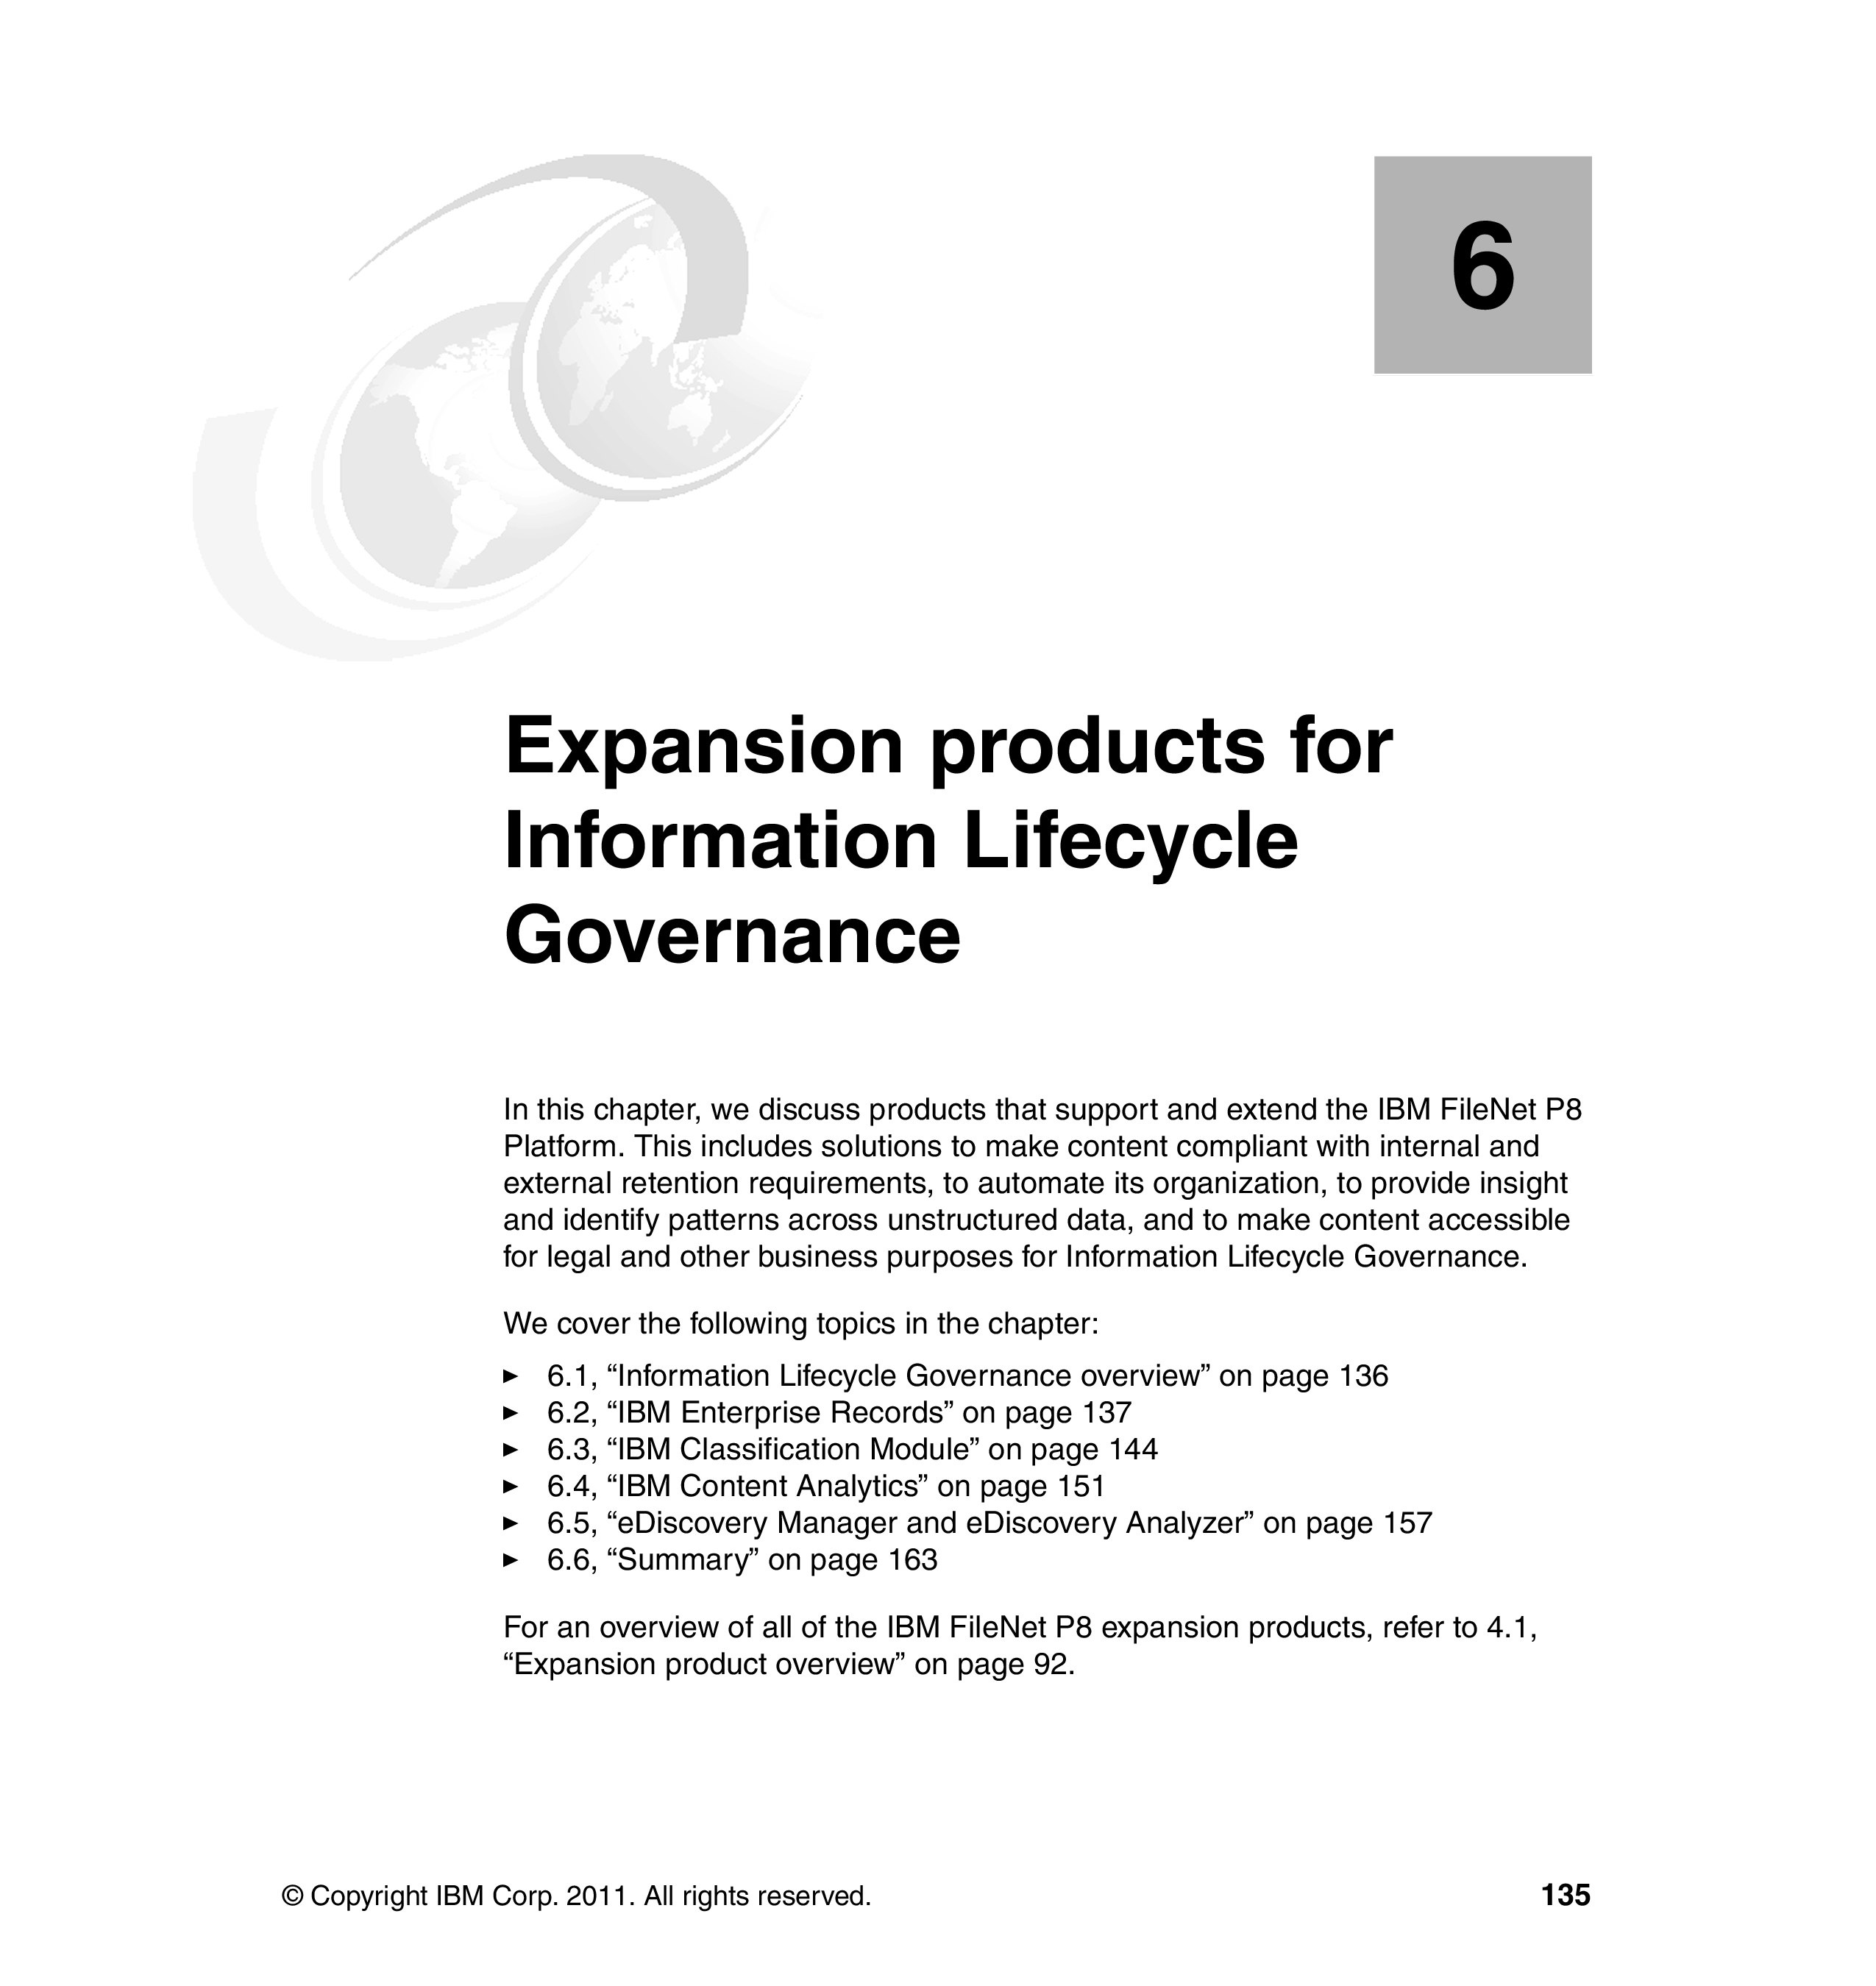 6
Expansion products for
Information Lifecycle
Governance
In this chapter, we discuss products that support and extend the IBM FileNet P8
Platform. This includes solutions to make content compliant with internal and
external retention requirements, to automate its organization, to provide insight
and identify patterns across unstructured data, and to make content accessible
for legal and other business purposes for Information Lifecycle Governance.
We cover the following topics in the chapter:
► 6.1, “Information Lifecycle Governance overview” on page 136
► 6.2, “IBM Enterprise Records” on page 137
► 6.3, “IBM Classification Module” on page 144
► 6.4, “IBM Content Analytics” on page 151
► 6.5, “eDiscovery Manager and eDiscovery Analyzer” on page 157
► 6.6, “Summary” on page 163
For an overview of all of the IBM FileNet P8 expansion products, refer to 4.1,
“Expansion product overview” on page 92.
© Copyright IBM Corp. 2011. All rights reserved. 135